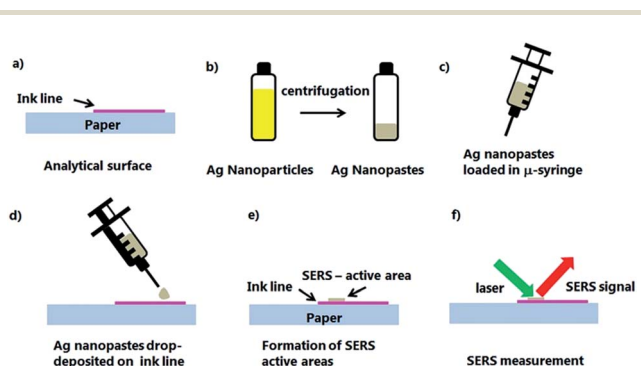 a)
Ink line
Paper
Analytical surface
b)
centrifugation
Ag Nanoparticles
Ag Nanopastes
c)
Ag nanopastes
loaded in μ-syringe
d)
Ag nanopastes drop-
deposited on ink line
e)
SERS – active area
Ink line
Paper
Formation of SERS
active areas
f)
laser
SERS signal
SERS measurement